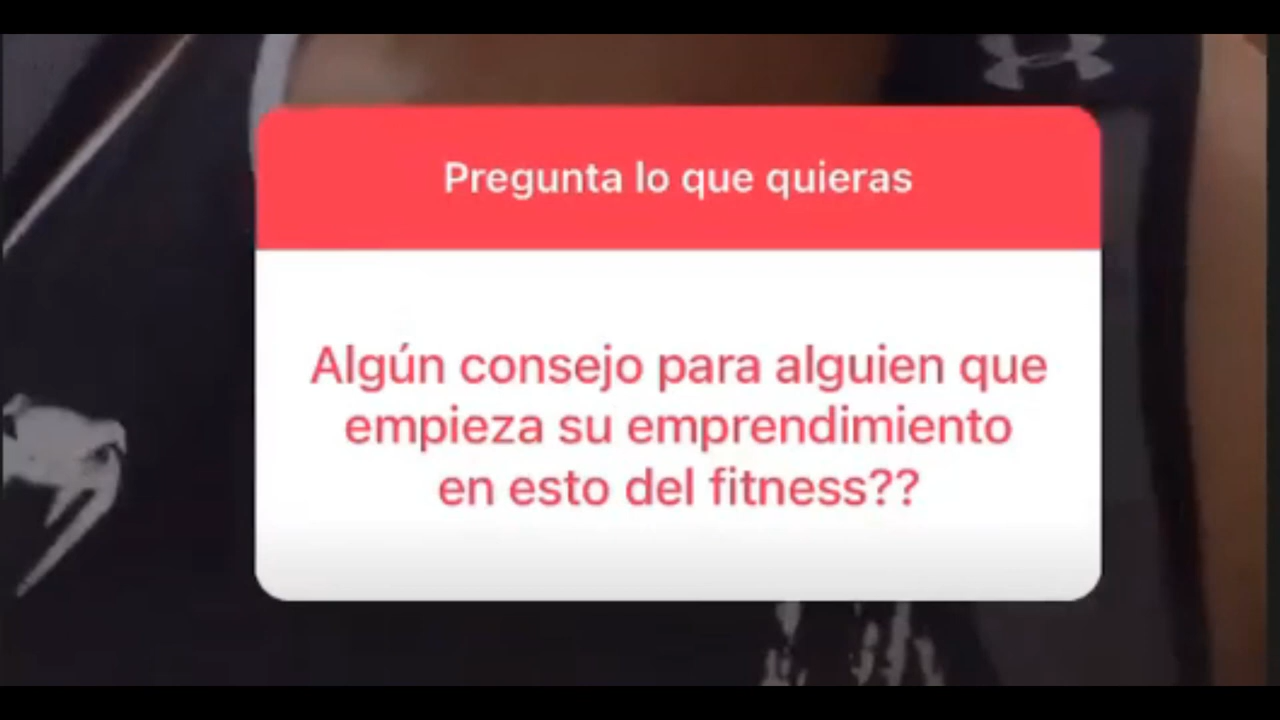 Pregunta lo que quieras
Algún consejo para alguien que
empieza su emprendimiento
en esto del fitness??